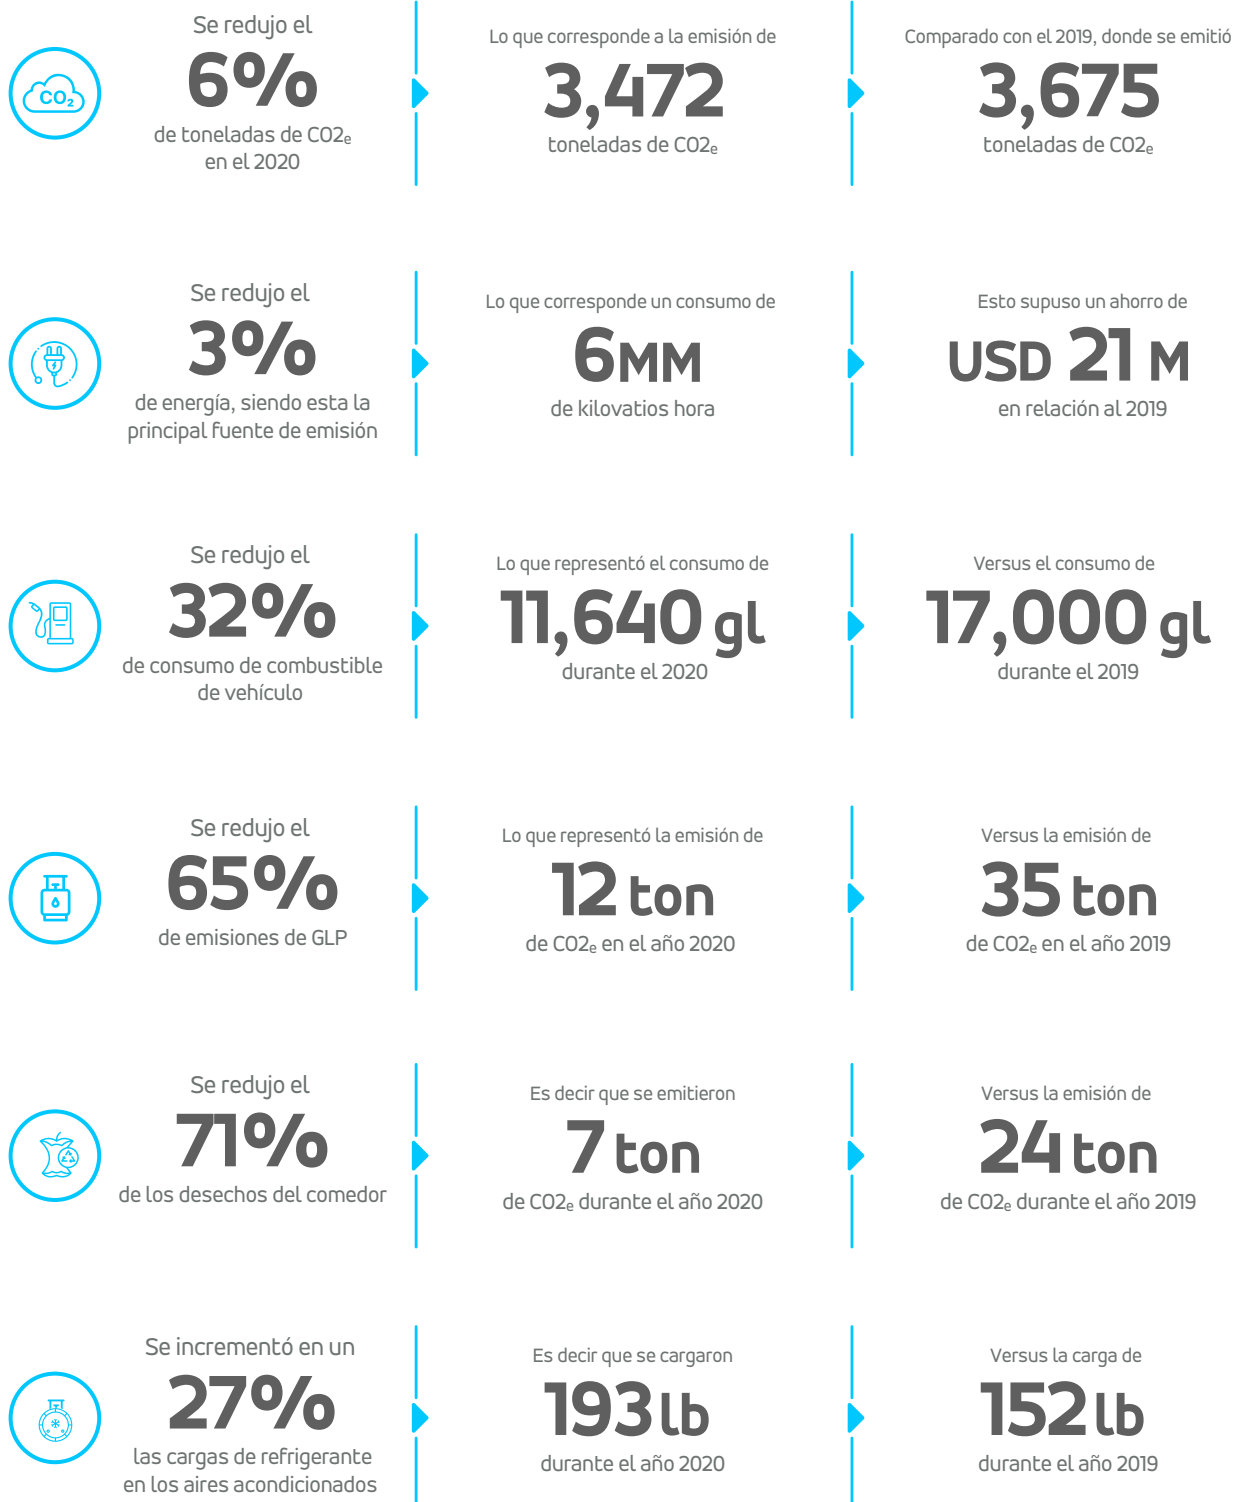 CO2
Se redujo el
6%
de toneladas de CO2e
en el 2020
Lo que corresponde a la emisión de
3,472
toneladas de CO2e
Comparado con el 2019, donde se emitió
3,675
toneladas de CO2e
Se redujo el
3%
de energía, siendo esta la
principal fuente de emisión
Lo que corresponde un consumo de
6MM
de kilovatios hora
Esto supuso un ahorro de
USD 21 M
en relación al 2019
Se redujo el
32%
de consumo de combustible
de vehículo
Lo que representó el consumo de
11,640 gl
durante el 2020
Versus el consumo de
17,000 gl
durante el 2019
Se redujo el
65%
de emisiones de GLP
Lo que representó la emisión de
12 ton
de CO2e en el año 2020
Versus la emisión de
35 ton
de CO2e en el año 2019
Se redujo el
71%
de los desechos del comedor
Es decir que se emitieron
7 ton
de CO2e durante el año 2020
Versus la emisión de
24 ton
de CO2e durante el año 2019
Se incrementó en un
27%
las cargas de refrigerante
en los aires acondicionados
Es decir que se cargaron
193 lb
durante el año 2020
Versus la carga de
152 lb
durante el año 2019